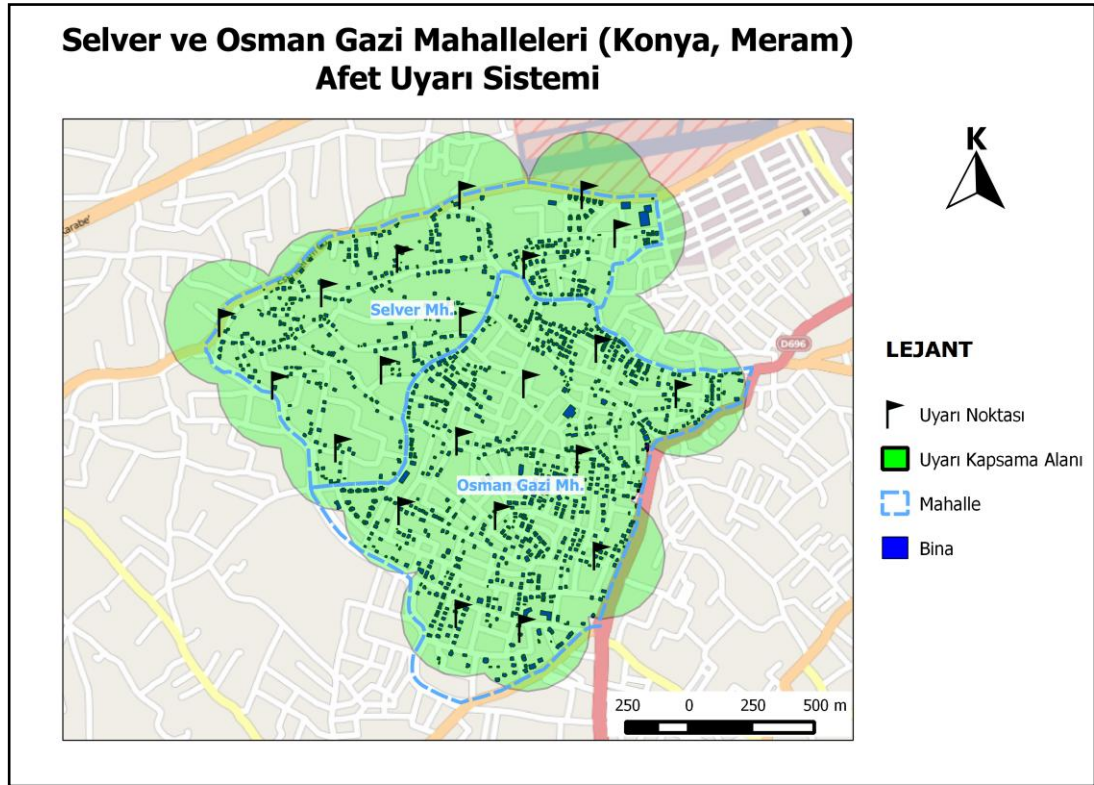 Selver ve Osman Gazi Mahalleleri (Konya, Meram)
Afet Uyarı Sistemi
K
Karabe'
Selver Mh.
D696
Osman Gazi Mh.
LEJANT
Uyarı Noktası
Uyarı Kapsama Alanı
Mahalle
Bina
250 0 250 500 m